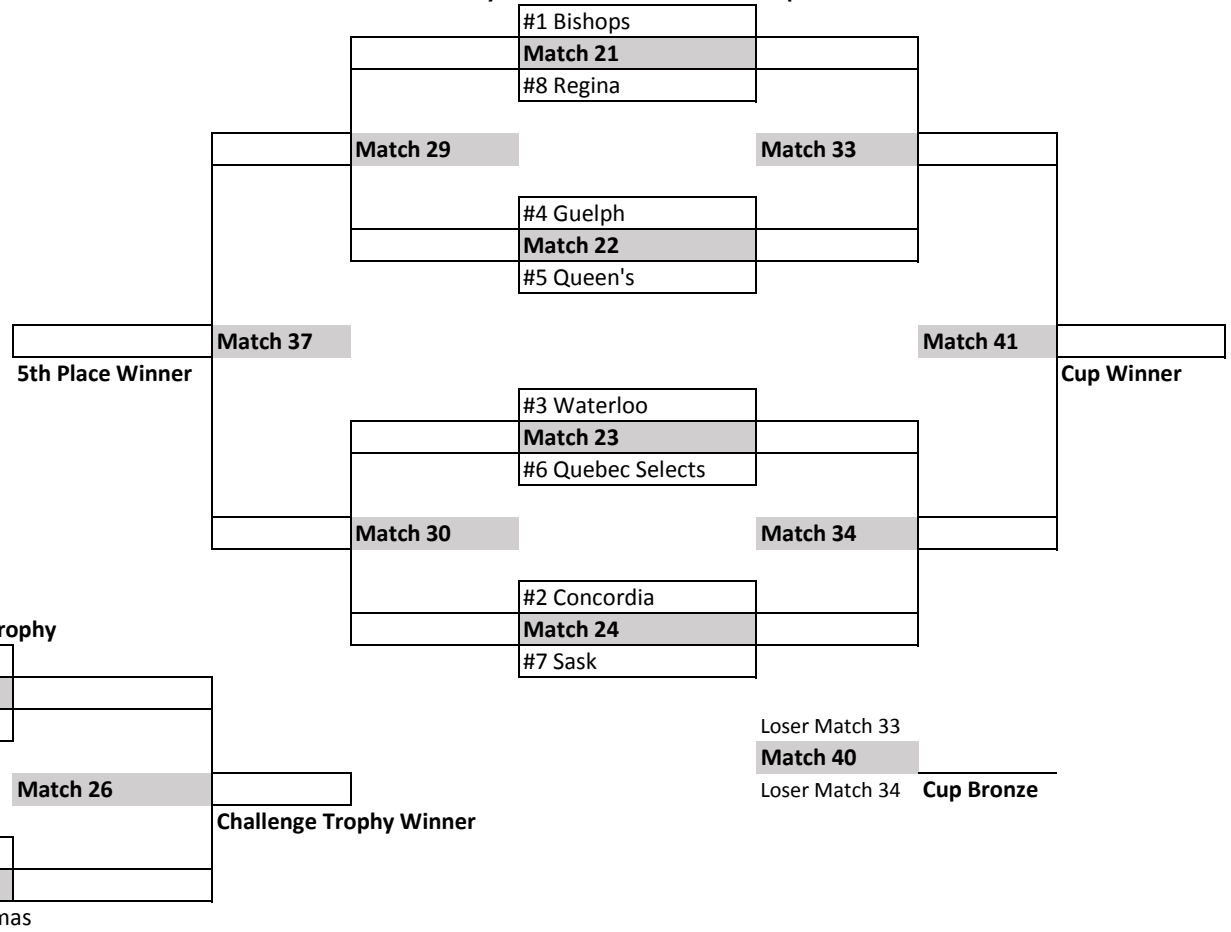 #1 Bishops
Match 21
#8 Regina
Match 29
Match 33
#4 Guelph
Match 22
#5 Queen's
Match 37
Match 41
5th Place Winner
Cup Winner
#3 Waterloo
Match 23
#6 Quebec Selects
Match 30
Match 34
#2 Concordia
Match 24
#7 Sask
Loser Match 33
Match 40
Match 26
Loser Match 34
Cup Bronze
Challenge Trophy Winner